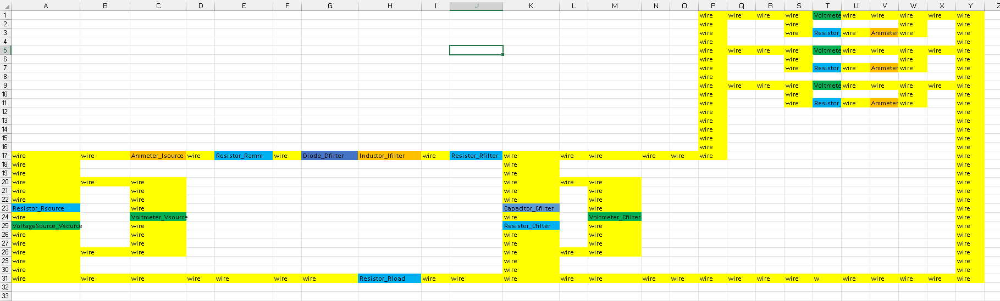 A B C D E F G H I J K L M N O P Q R S T U V W X Y Z
1 wire wire wire wire Voltmete wire wire wire wire wire
2 wire wire wire wire
3 wire wire Resistor_ wire Ammeter wire wire
4 wire wire
5 wire wire wire wire Voltmete wire wire wire wire wire
6 wire wire wire wire
7 wire wire Resistor_ wire Ammeter wire wire
8 wire wire
9 wire wire wire wire Voltmete wire wire wire wire wire
10 wire wire wire wire
11 wire wire Resistor_ wire Ammeter wire wire
12 wire wire
13 wire wire
14 wire wire
15 wire wire
16 wire wire
17 wire wire Ammeter_Isource wire Resistor_Ramm wire Diode_Dfilter Inductor_lfilter wire Resistor_Rfilter wire wire wire wire wire wire wire
18 wire wire wire
19 wire wire wire
20 wire wire wire wire wire wire wire
21 wire wire wire wire wire
22 wire wire wire wire wire
23 Resistor_Rsource wire Capacitor_Cfilter wire wire
24 wire Voltmeter_Vsource wire Voltmeter_Cfilter wire
25 VoltageSource_Vsource wire Resistor_Cfilter wire wire
26 wire wire wire wire wire
27 wire wire wire wire wire
28 wire wire wire wire wire wire wire
29 wire wire wire
30 wire wire wire
31 wire wire wire wire wire wire wire Resistor_Rload wire wire wire wire wire wire wire wire wire wire wire w wire wire wire wire wire
32
33